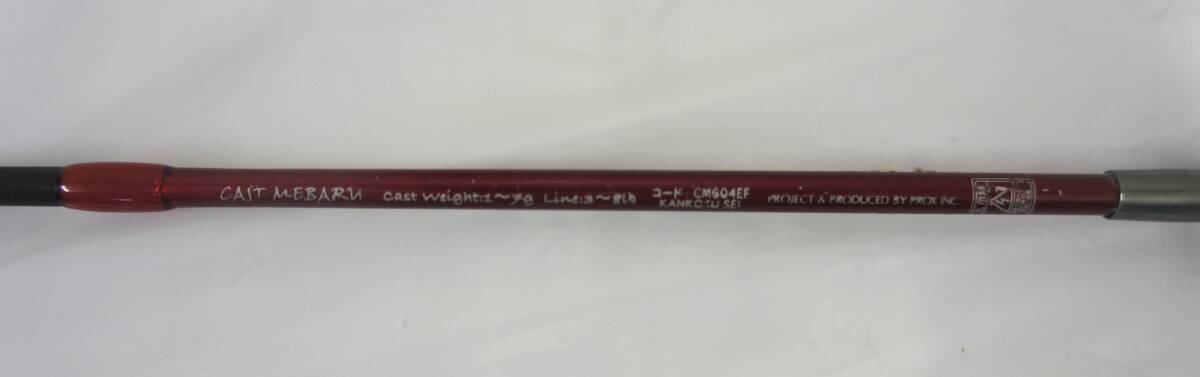 CAST MEBARU
Cast Weight:1～7g Line:3～8lb
コード CM604EF
KANKOKU SEI
PROJECT & PRODUCED BY PROX INC.